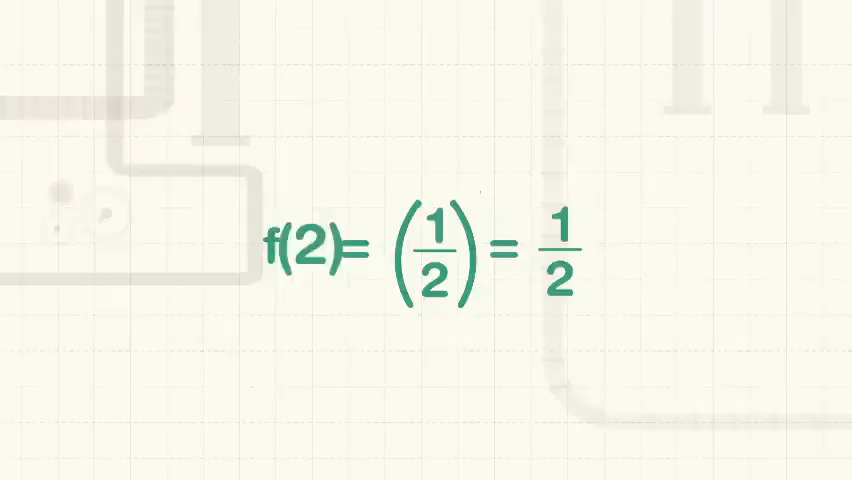 f(2)= (1/2) = 1/2